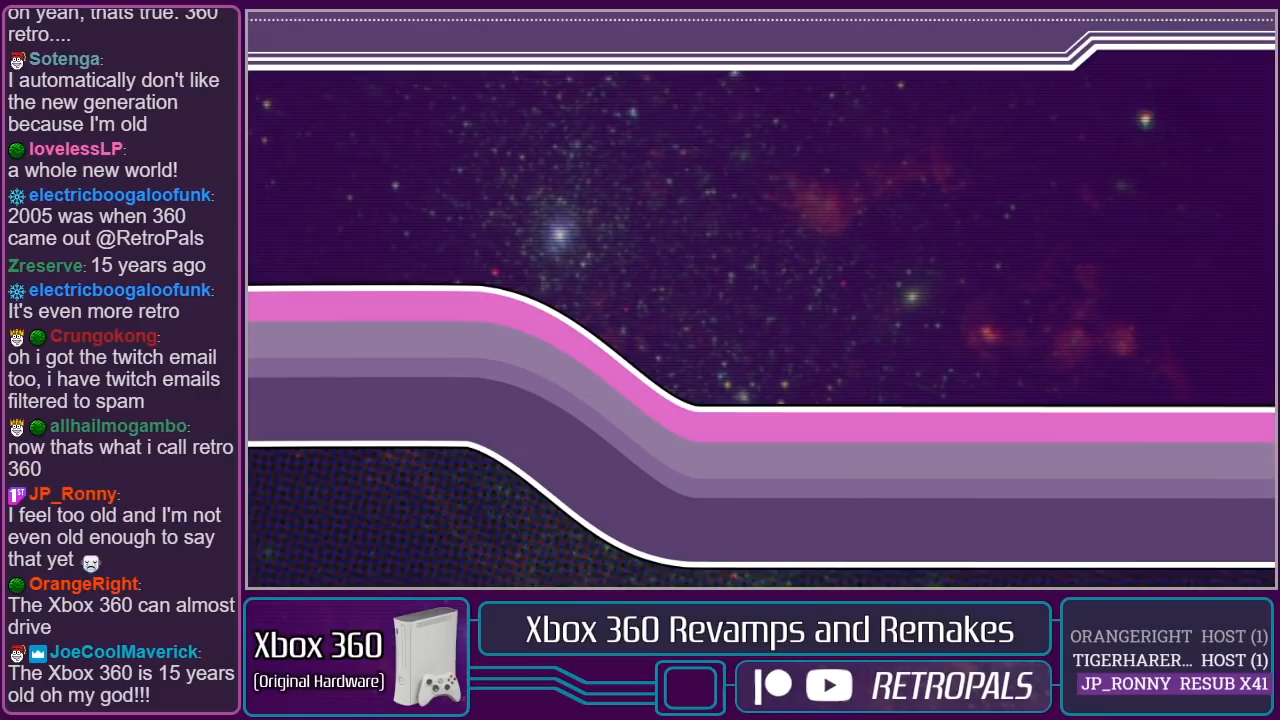 oh yeah, thats true. 360
retro....
Sotenga:
I automatically don't like
the new generation
because I'm old
lovelessLP:
a whole new world!
electricboogaloofunk:
2005 was when 360
came out @RetroPals
Zreserve: 15 years ago
electricboogaloofunk:
It's even more retro
Crungokong:
oh i got the twitch email
too, i have twitch emails
filtered to spam
allhailmogambo:
now thats what i call retro
360
1ST JP_Ronny:
I feel too old and I'm not
even old enough to say
that yet
OrangeRight:
The Xbox 360 can almost
drive
JoeCoolMaverick:
The Xbox 360 is 15 years
old oh my god!!!
Xbox 360
(Original Hardware)
Xbox 360 Revamps and Remakes
RETROPALS
ORANGERIGHT HOST (1)
TIGERHARER... HOST (1)
JP_RONNY RESUB X41